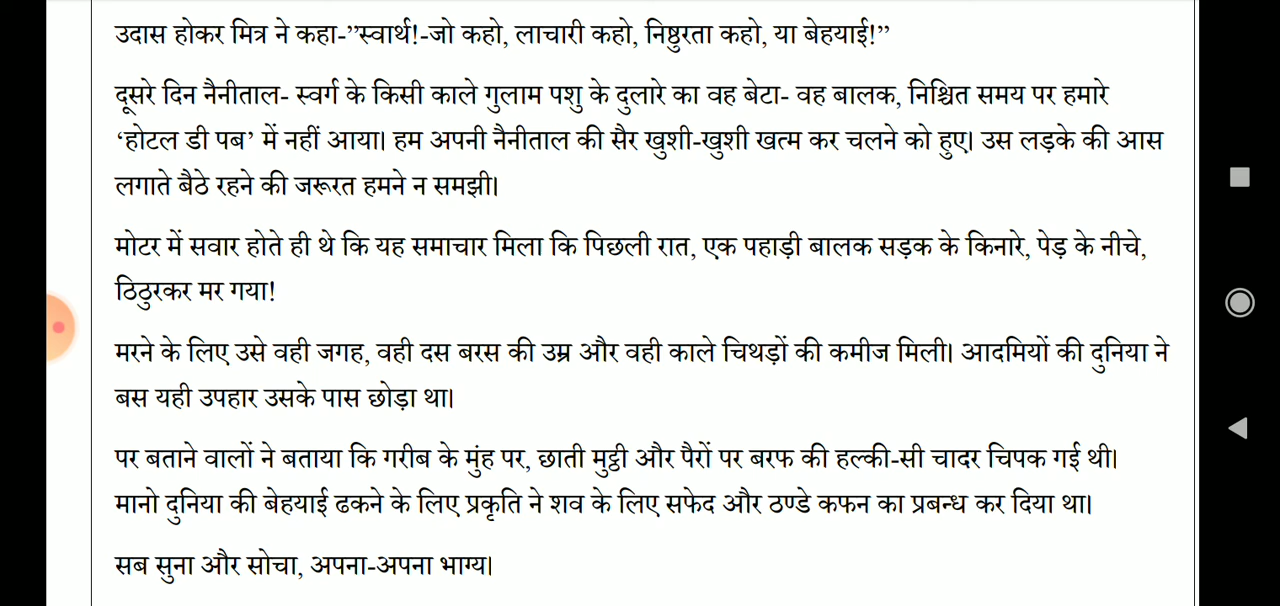 उदास होकर मित्र ने कहा-”स्वार्थ!-जो कहो, लाचारी कहो, निष्ठुरता कहो, या बेहयाई!”
दूसरे दिन नैनीताल- स्वर्ग के किसी काले गुलाम पशु के दुलारे का वह बेटा- वह बालक, निश्चित समय पर हमारे
‘होटल डी पब’ में नहीं आया। हम अपनी नैनीताल की सैर खुशी-खुशी खत्म कर चलने को हुए। उस लड़के की आस
लगाते बैठे रहने की जरूरत हमने न समझी।
मोटर में सवार होते ही थे कि यह समाचार मिला कि पिछली रात, एक पहाड़ी बालक सड़क के किनारे, पेड़ के नीचे,
ठिठुरकर मर गया!
मरने के लिए उसे वही जगह, वही दस बरस की उम्र और वही काले चिथड़ों की कमीज मिली। आदमियों की दुनिया ने
बस यही उपहार उसके पास छोड़ा था।
पर बताने वालों ने बताया कि गरीब के मुंह पर, छाती मुट्ठी और पैरों पर बरफ की हल्की-सी चादर चिपक गई थी।
मानो दुनिया की बेहयाई ढकने के लिए प्रकृति ने शव के लिए सफेद और ठण्डे कफन का प्रबन्ध कर दिया था।
सब सुना और सोचा, अपना-अपना भाग्य।